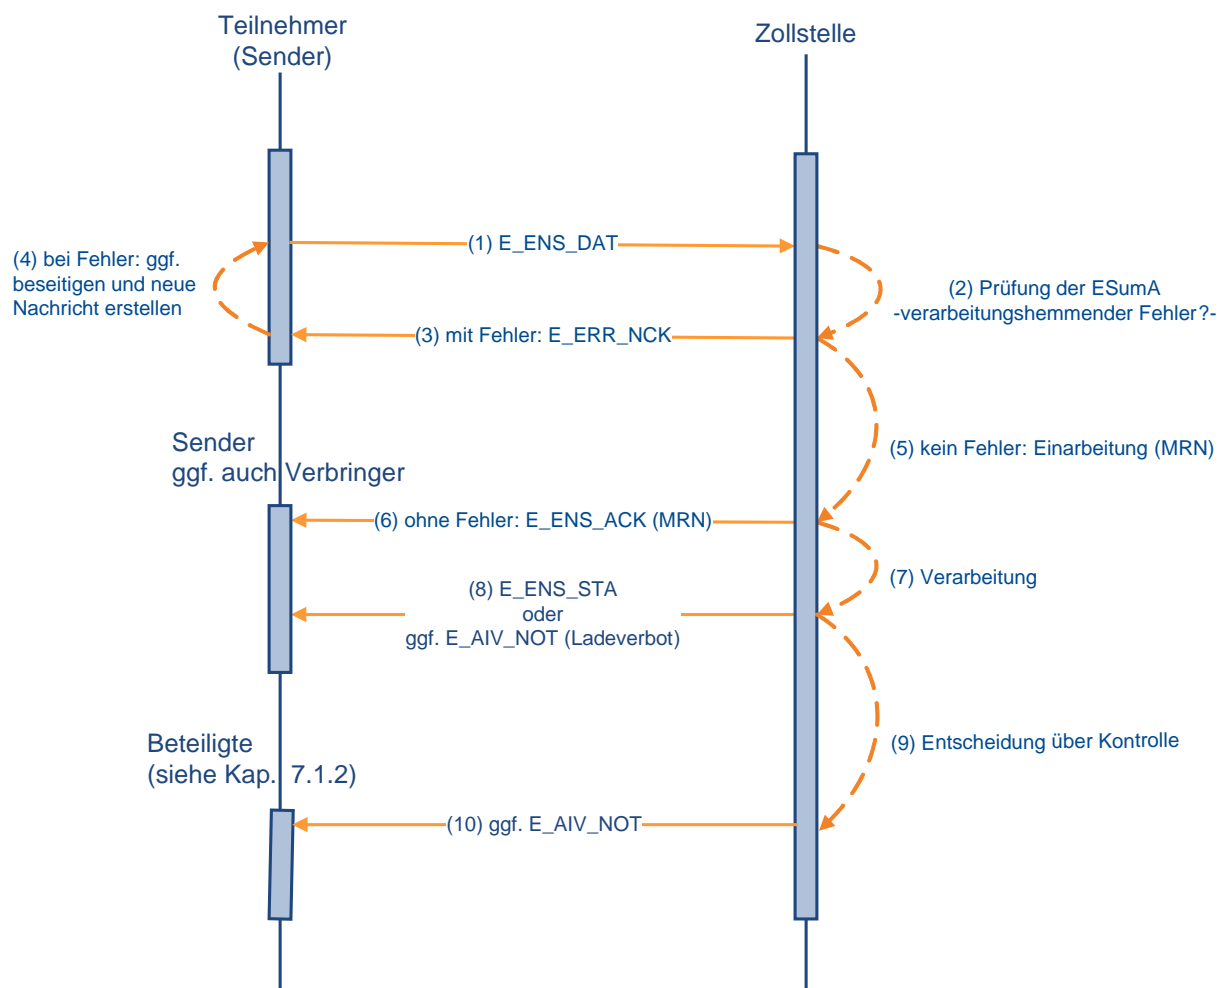 Teilnehmer
(Sender)
Zollstelle
(1) E_ENS_DAT
(4) bei Fehler: ggf.
beseitigen und neue
Nachricht erstellen
(2) Prüfung der ESumA
-verarbeitungshemmender Fehler?-
(3) mit Fehler: E_ERR_NCK
Sender
ggf. auch Verbringer
(5) kein Fehler: Einarbeitung (MRN)
(6) ohne Fehler: E_ENS_ACK (MRN)
(7) Verarbeitung
(8) E_ENS_STA
oder
ggf. E_AIV_NOT (Ladeverbot)
Beteiligte
(siehe Kap. 7.1.2)
(9) Entscheidung über Kontrolle
(10) ggf. E_AIV_NOT